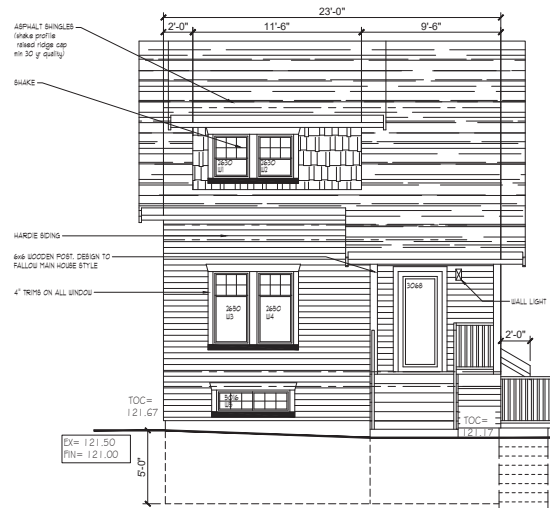 23'-0"
2'-0" 11'-6" 9'-6"
ASPHALT SHINGLES
(shake profile
raised ridge cap
min 30 yr quality)
SHAKE
2630
W1
2630
W2
HARDIE SIDING
6x6 WOODEN POST. DESIGN TO
FALLOW MAIN HOUSE STYLE
4" TRIMS ON ALL WINDOW
2650
W3
2650
W4
3068
WALL LIGHT
2'-0"
5016
TOC=
121.67
TOC=
121.17
EX= 121.50
FIN= 121.00
5'-0"